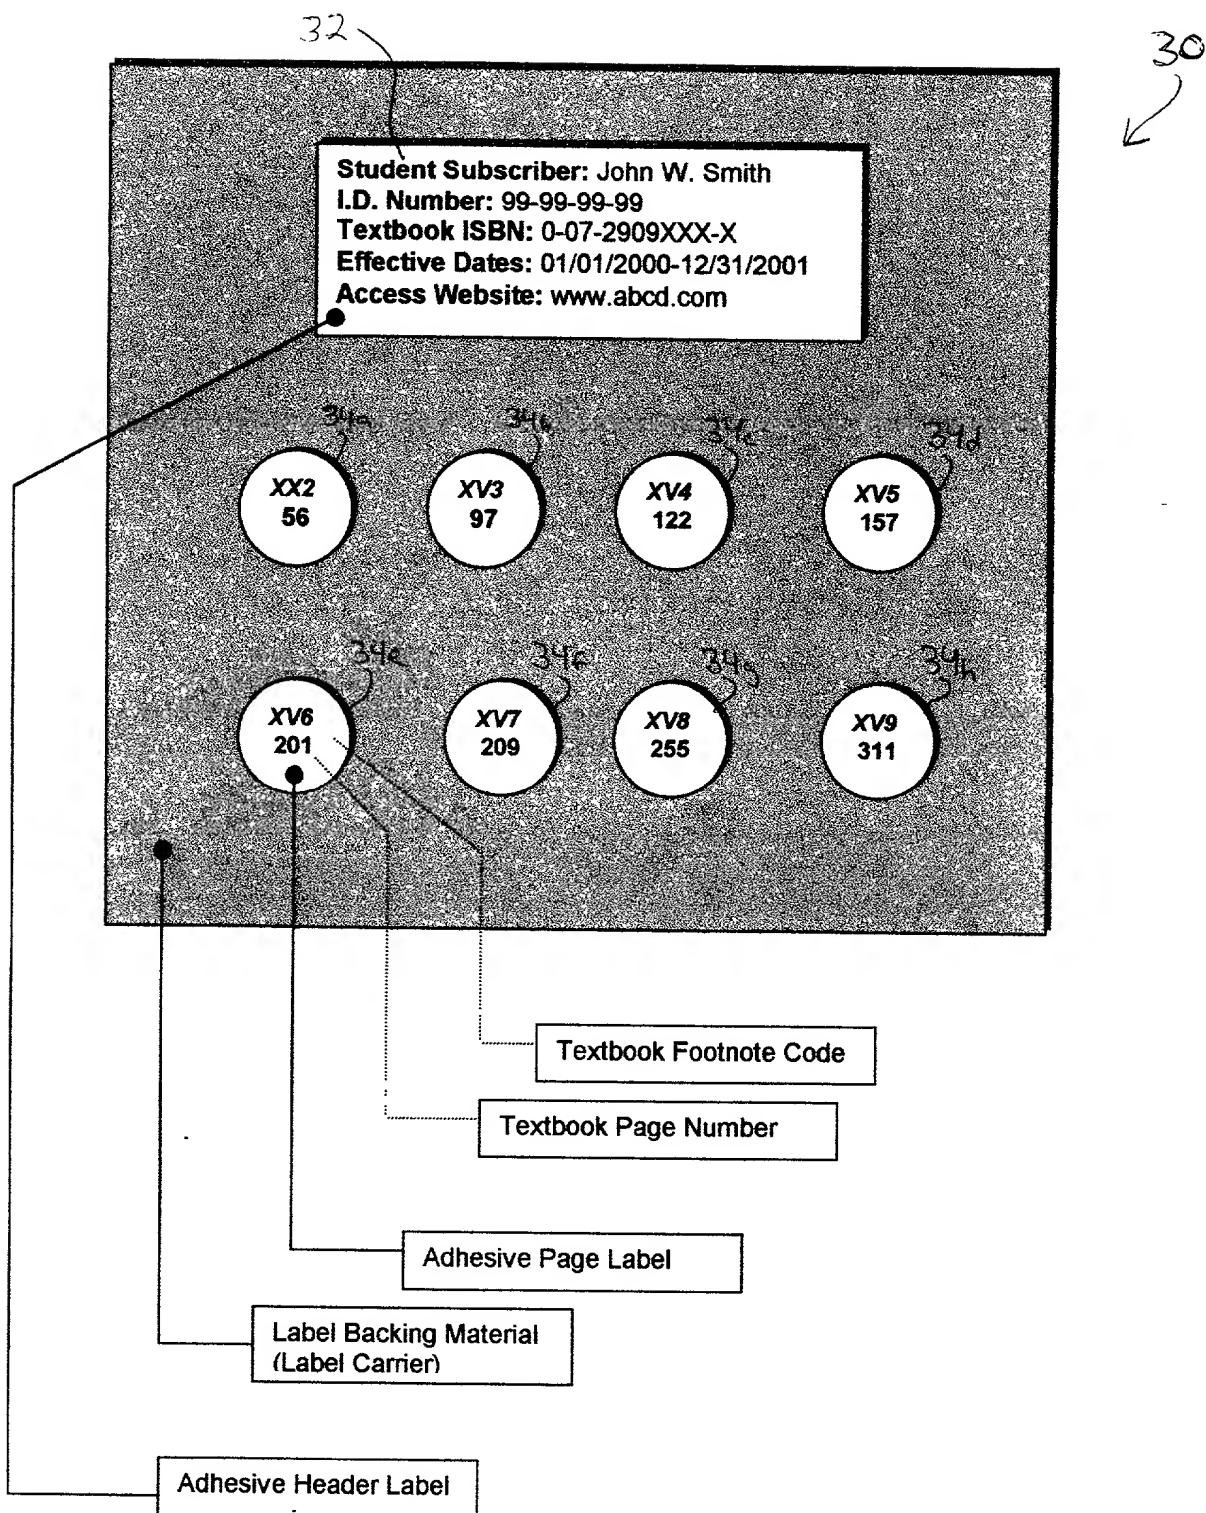 32
30
Student Subscriber: John W. Smith
I.D. Number: 99-99-99-99
Textbook ISBN: 0-07-2909XXX-X
Effective Dates: 01/01/2000-12/31/2001
Access Website: www.abcd.com
34a 34b 34c 34d
XX2 XV3 XV4 XV5
56 97 122 157
34e 34f 34g 34h
XV6 XV7 XV8 XV9
201 209 255 311
Textbook Footnote Code
Textbook Page Number
Adhesive Page Label
Label Backing Material
(Label Carrier)
Adhesive Header Label